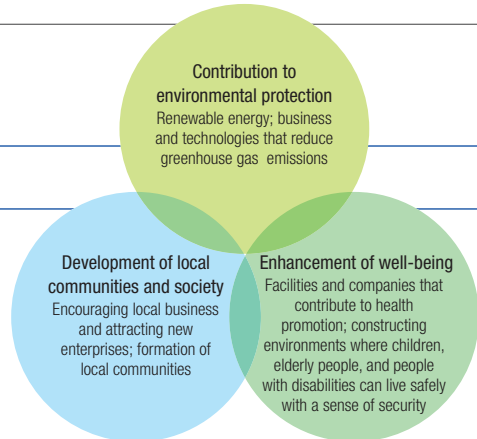 Contribution to
environmental protection
Renewable energy; business
and technologies that reduce
greenhouse gas emissions
Development of local
communities and society
Encouraging local business
and attracting new
enterprises; formation of
local communities
Enhancement of well-being
Facilities and companies that
contribute to health
promotion; constructing
environments where children,
elderly people, and people
with disabilities can live safely
with a sense of security